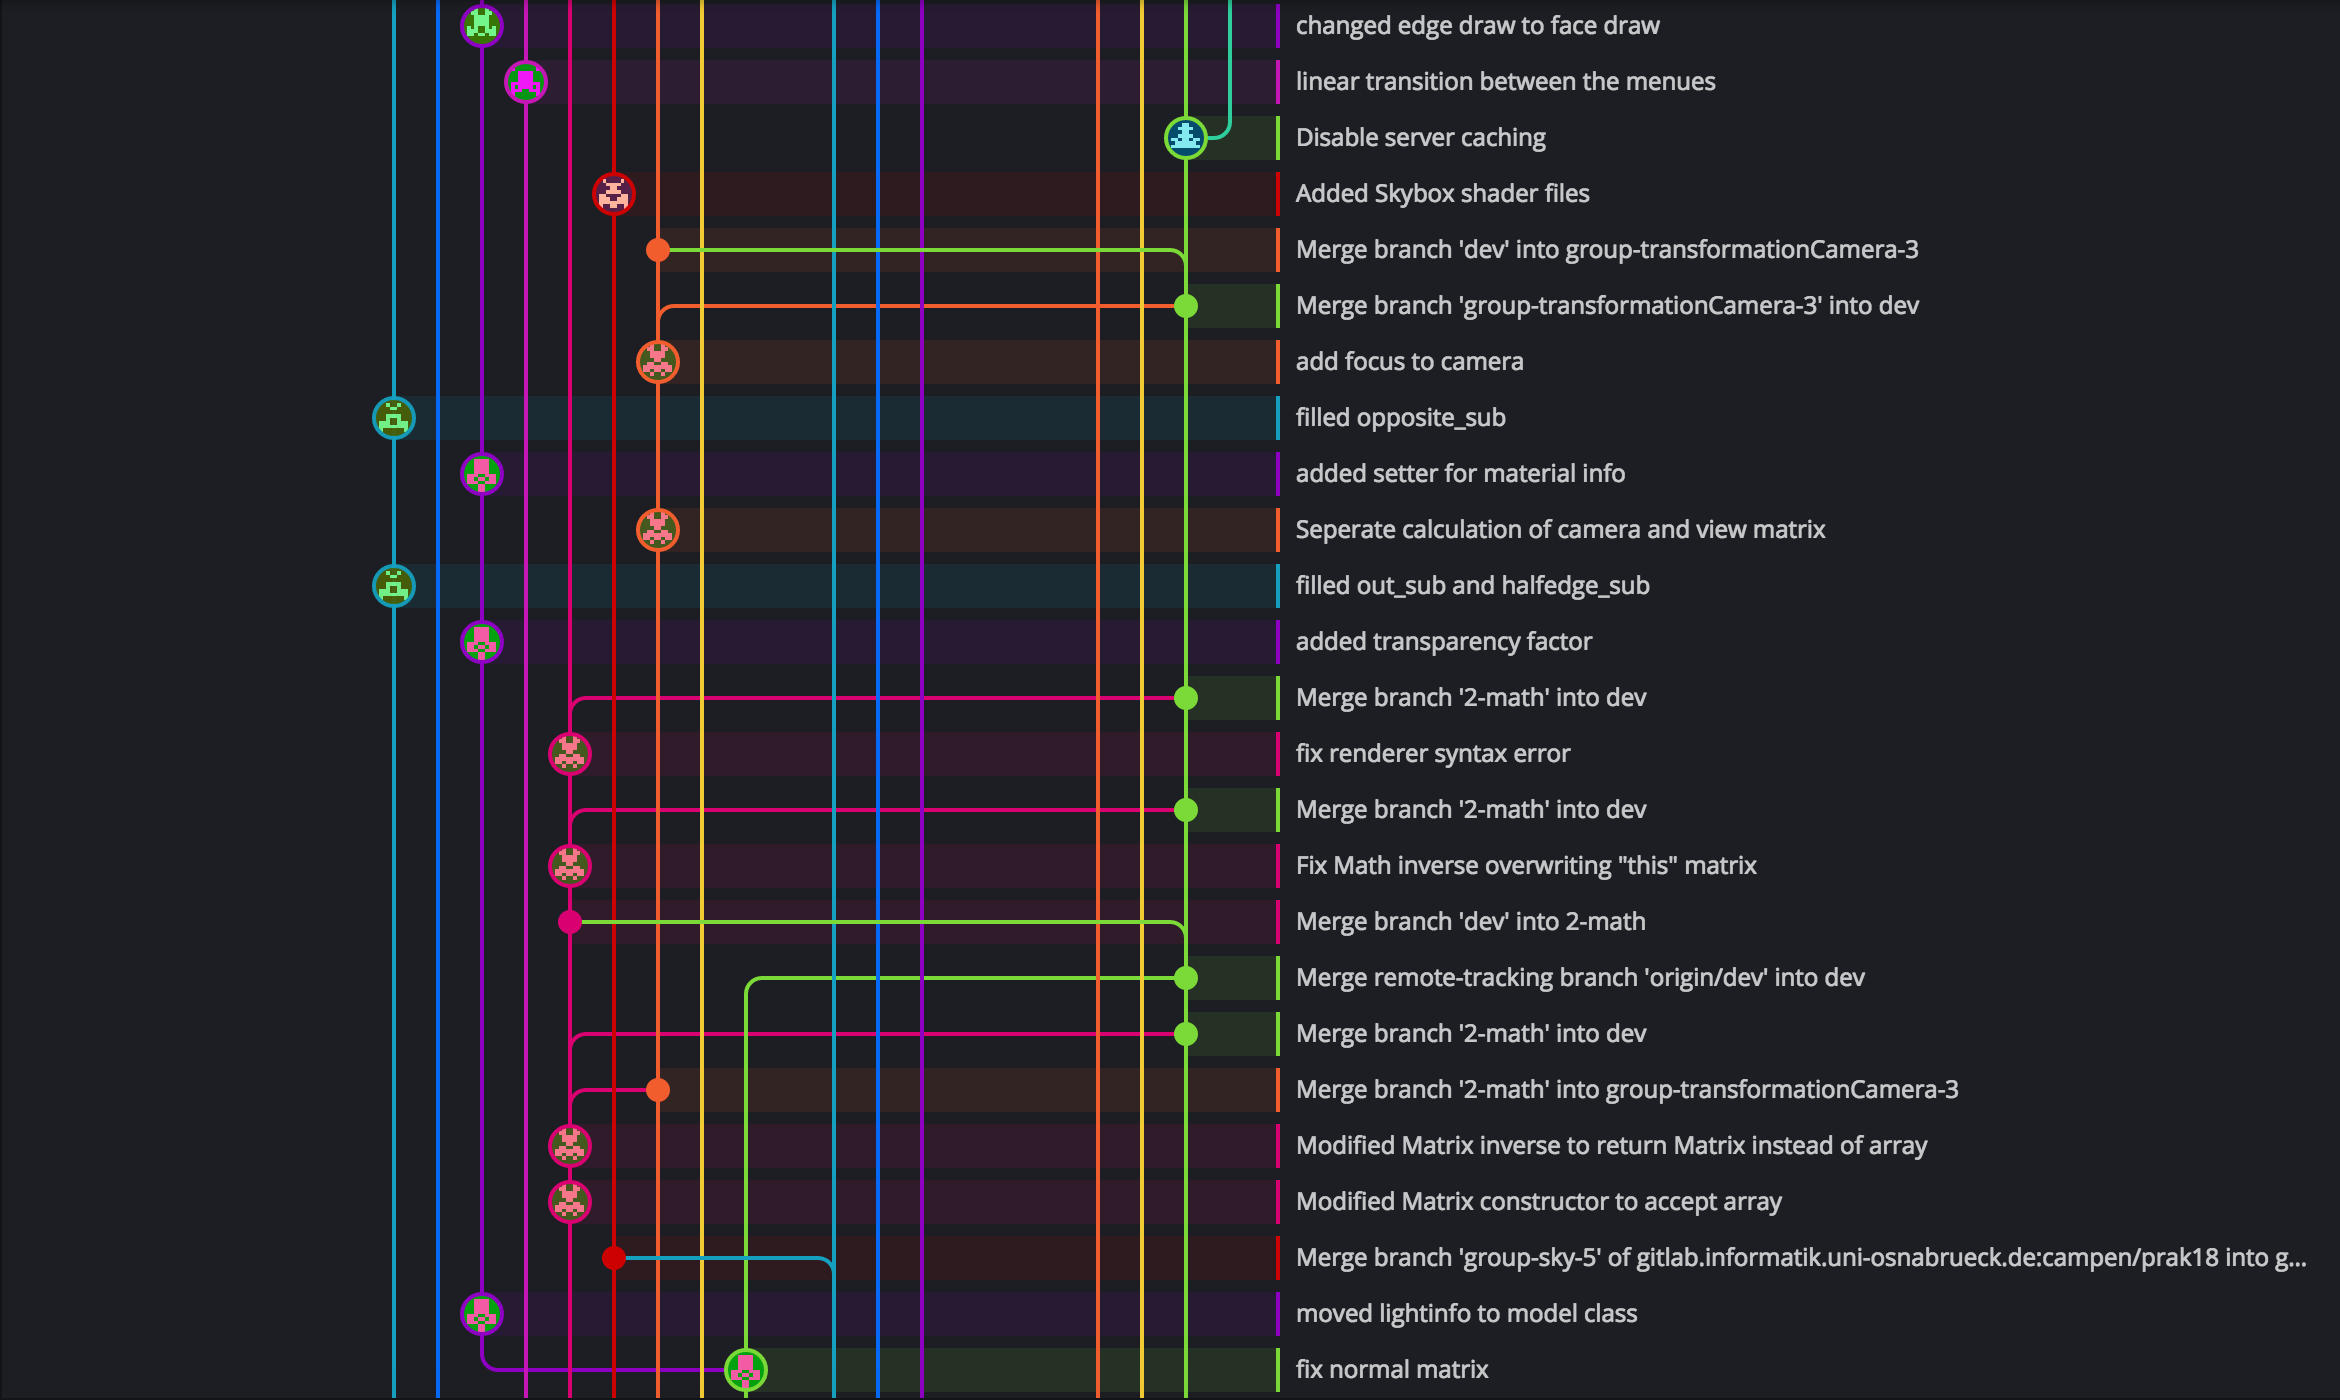 changed edge draw to face draw
linear transition between the menues
Disable server caching
Added Skybox shader files
Merge branch 'dev' into group-transformationCamera-3
Merge branch 'group-transformationCamera-3' into dev
add focus to camera
filled opposite_sub
added setter for material info
Seperate calculation of camera and view matrix
filled out_sub and halfedge_sub
added transparency factor
Merge branch '2-math' into dev
fix renderer syntax error
Merge branch '2-math' into dev
Fix Math inverse overwriting "this" matrix
Merge branch 'dev' into 2-math
Merge remote-tracking branch 'origin/dev' into dev
Merge branch '2-math' into dev
Merge branch '2-math' into group-transformationCamera-3
Modified Matrix inverse to return Matrix instead of array
Modified Matrix constructor to accept array
Merge branch 'group-sky-5' of gitlab.informatik.uni-osnabrueck.de:campen/prak18 into g...
moved lightinfo to model class
fix normal matrix